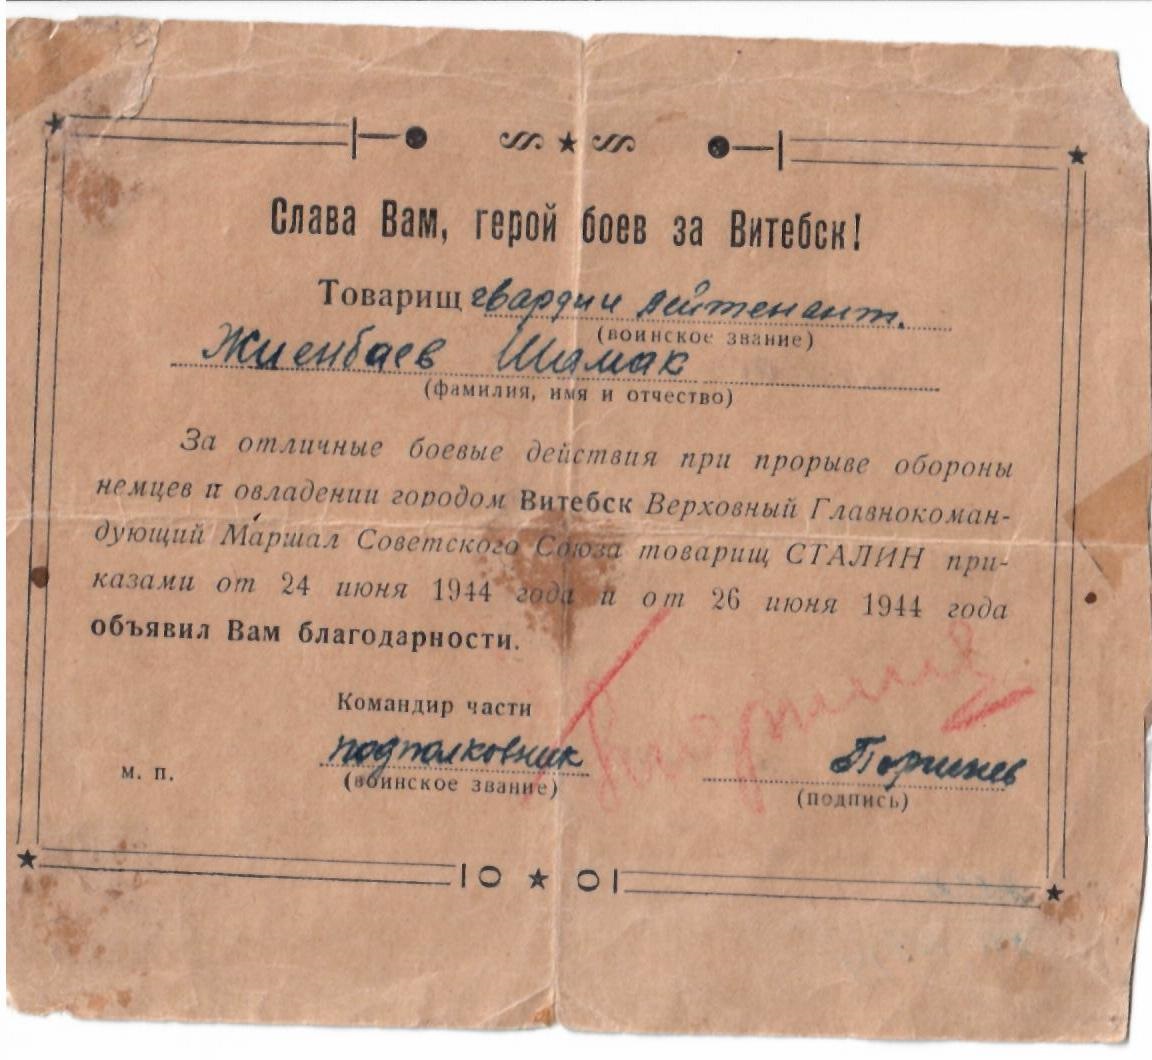 Слава Вам, герой боев за Витебск!
Товарищ гвардии лейтенант.
(воинское звание)
Жиенбаев Шамак
(фамилия, имя и отчество)
За отличные боевые действия при прорыве обороны
немцев и овладении городом Витебск Верховный Главнокоман-
дующий Маршал Советского Союза товарищ СТАЛИН при-
казами от 24 июня 1944 года и от 26 июня 1944 года
объявил Вам благодарности.
Командир части
подполковник
(воинское звание)
м. п.
(подпись)